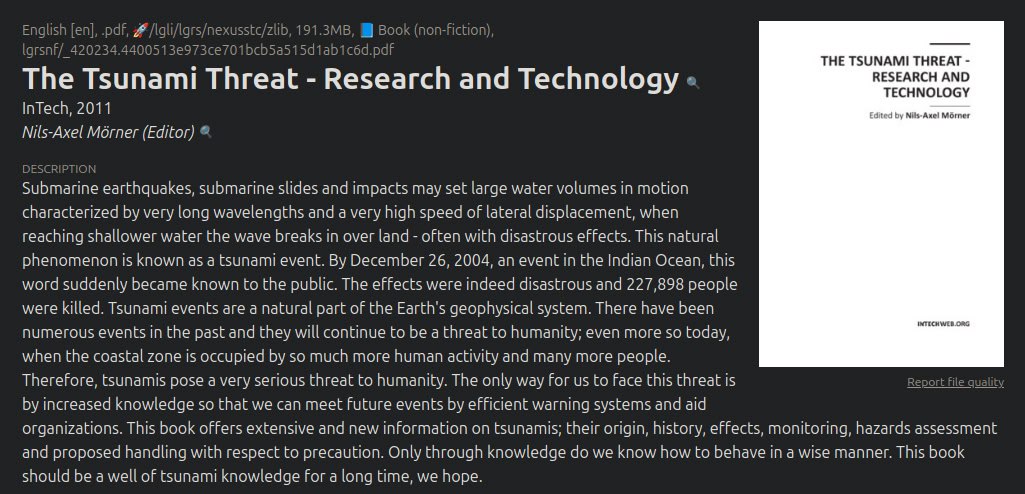 English [en], .pdf, 🚀/lgli/lgrs/nexusstc/zlib, 191.3MB, 📘 Book (non-fiction),
lgrsnf/_420234.4400513e973ce701bcb5a515d1ab1c6d.pdf
The Tsunami Threat - Research and Technology 🔍
InTech, 2011
Nils-Axel Mörner (Editor) 🔍
DESCRIPTION
Submarine earthquakes, submarine slides and impacts may set large water volumes in motion
characterized by very long wavelengths and a very high speed of lateral displacement, when
reaching shallower water the wave breaks in over land - often with disastrous effects. This natural
phenomenon is known as a tsunami event. By December 26, 2004, an event in the Indian Ocean, this
word suddenly became known to the public. The effects were indeed disastrous and 227,898 people
were killed. Tsunami events are a natural part of the Earth's geophysical system. There have been
numerous events in the past and they will continue to be a threat to humanity; even more so today,
when the coastal zone is occupied by so much more human activity and many more people.
Therefore, tsunamis pose a very serious threat to humanity. The only way for us to face this threat is
by increased knowledge so that we can meet future events by efficient warning systems and aid
organizations. This book offers extensive and new information on tsunamis; their origin, history, effects, monitoring, hazards assessment
and proposed handling with respect to precaution. Only through knowledge do we know how to behave in a wise manner. This book
should be a well of tsunami knowledge for a long time, we hope.
THE TSUNAMI THREAT -
RESEARCH AND
TECHNOLOGY
Edited by Nils-Axel Mörner
INTECHWEB.ORG
Report file quality